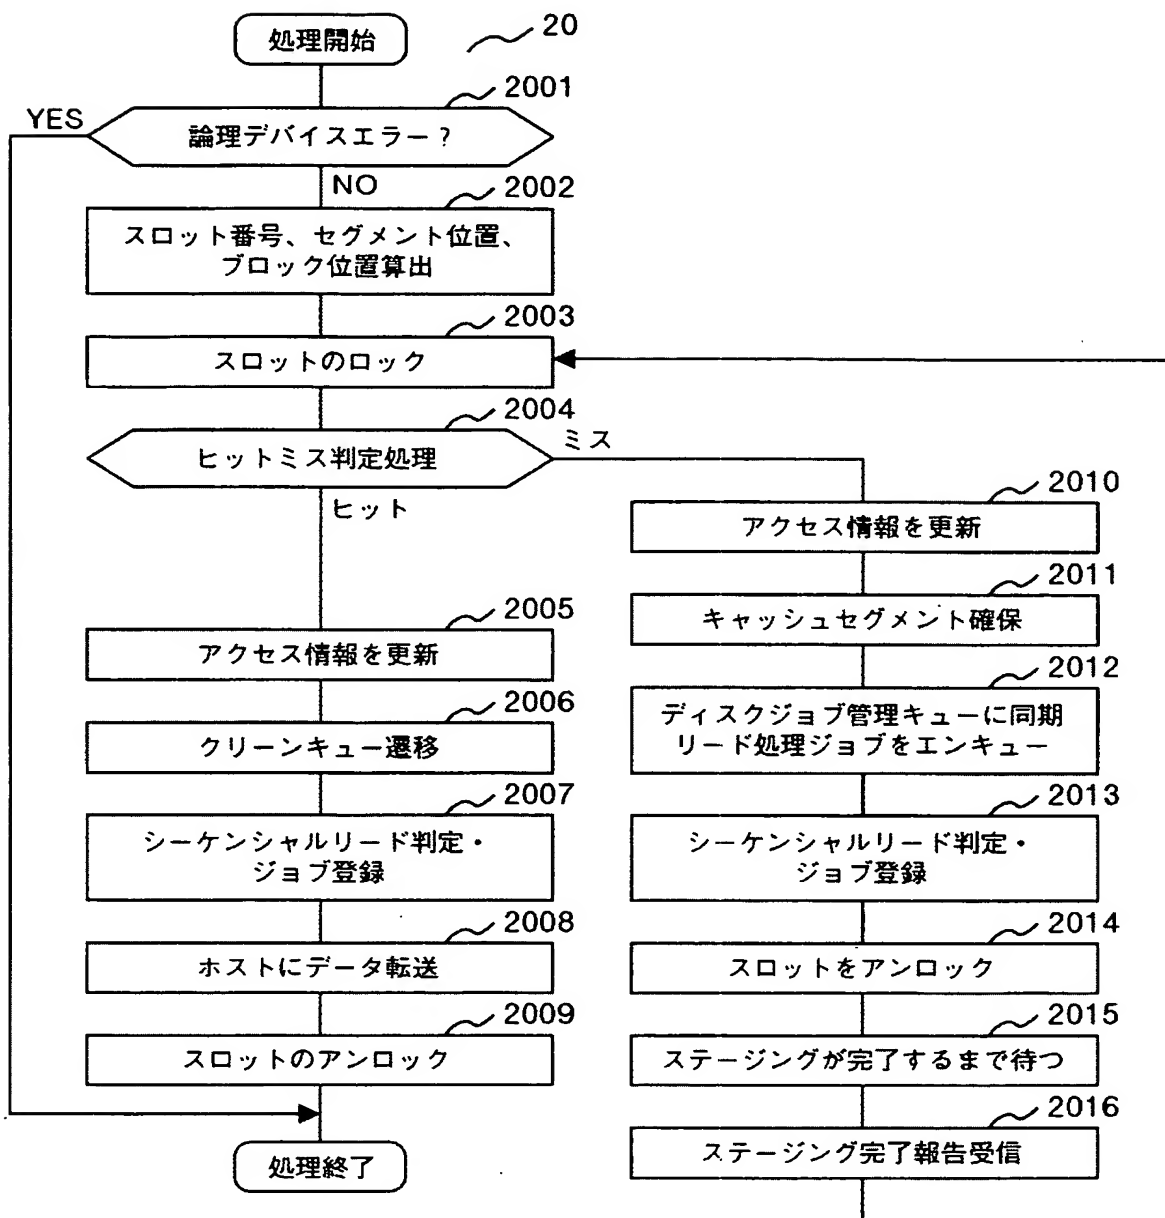 処理開始
20
2001
YES
論理デバイスエラー？
NO
2002
スロット番号、セグメント位置、
ブロック位置算出
2003
スロットのロック
2004
ヒットミス判定処理
ミス
ヒット
2005
アクセス情報を更新
2006
クリーンキュー遷移
2007
シーケンシャルリード判定・
ジョブ登録
2008
ホストにデータ転送
2009
スロットのアンロック
処理終了
2010
アクセス情報を更新
2011
キャッシュセグメント確保
2012
ディスクジョブ管理キューに同期
リード処理ジョブをエンキュー
2013
シーケンシャルリード判定・
ジョブ登録
2014
スロットをアンロック
2015
ステージングが完了するまで待つ
2016
ステージング完了報告受信